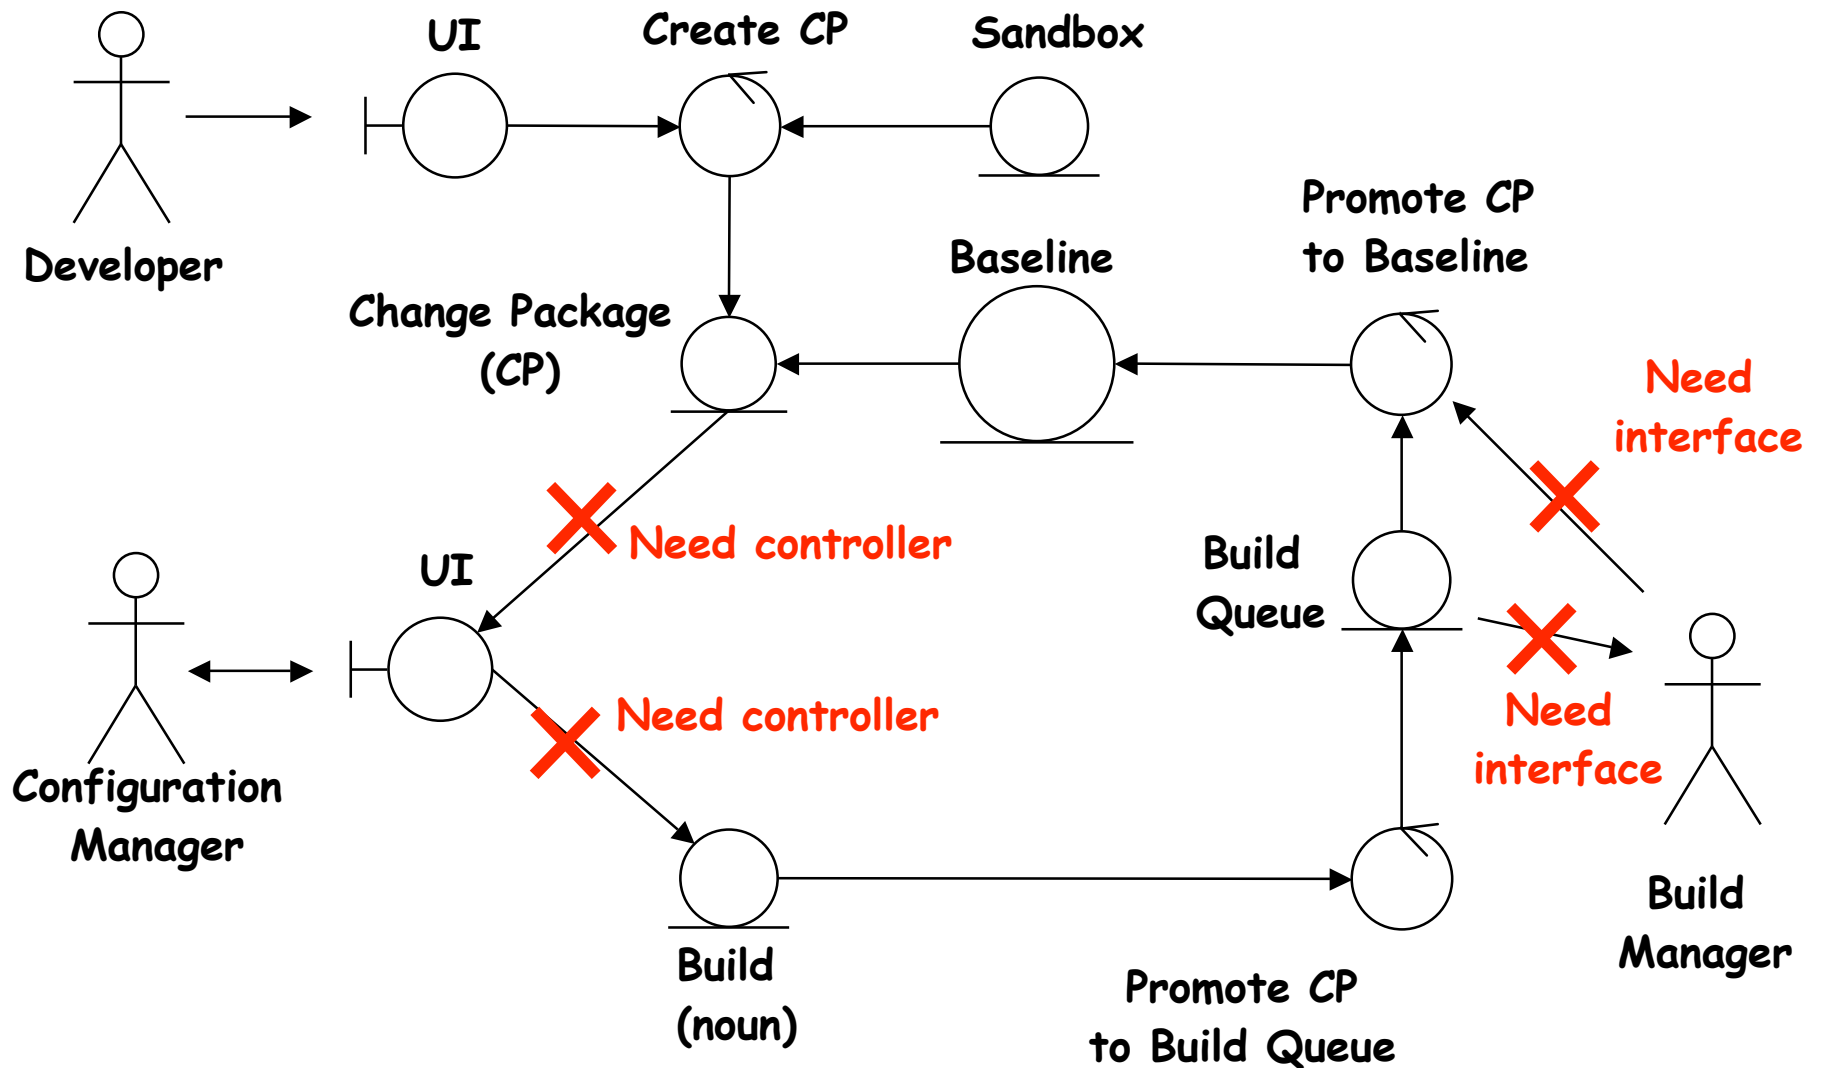 UI
Create CP
Sandbox
Developer
Promote CP
to Baseline
Baseline
Change Package
(CP)
Need
interface
Need controller
UI
Build
Queue
Need controller
Need
interface
Configuration
Manager
Build
Manager
Build
(noun)
Promote CP
to Build Queue